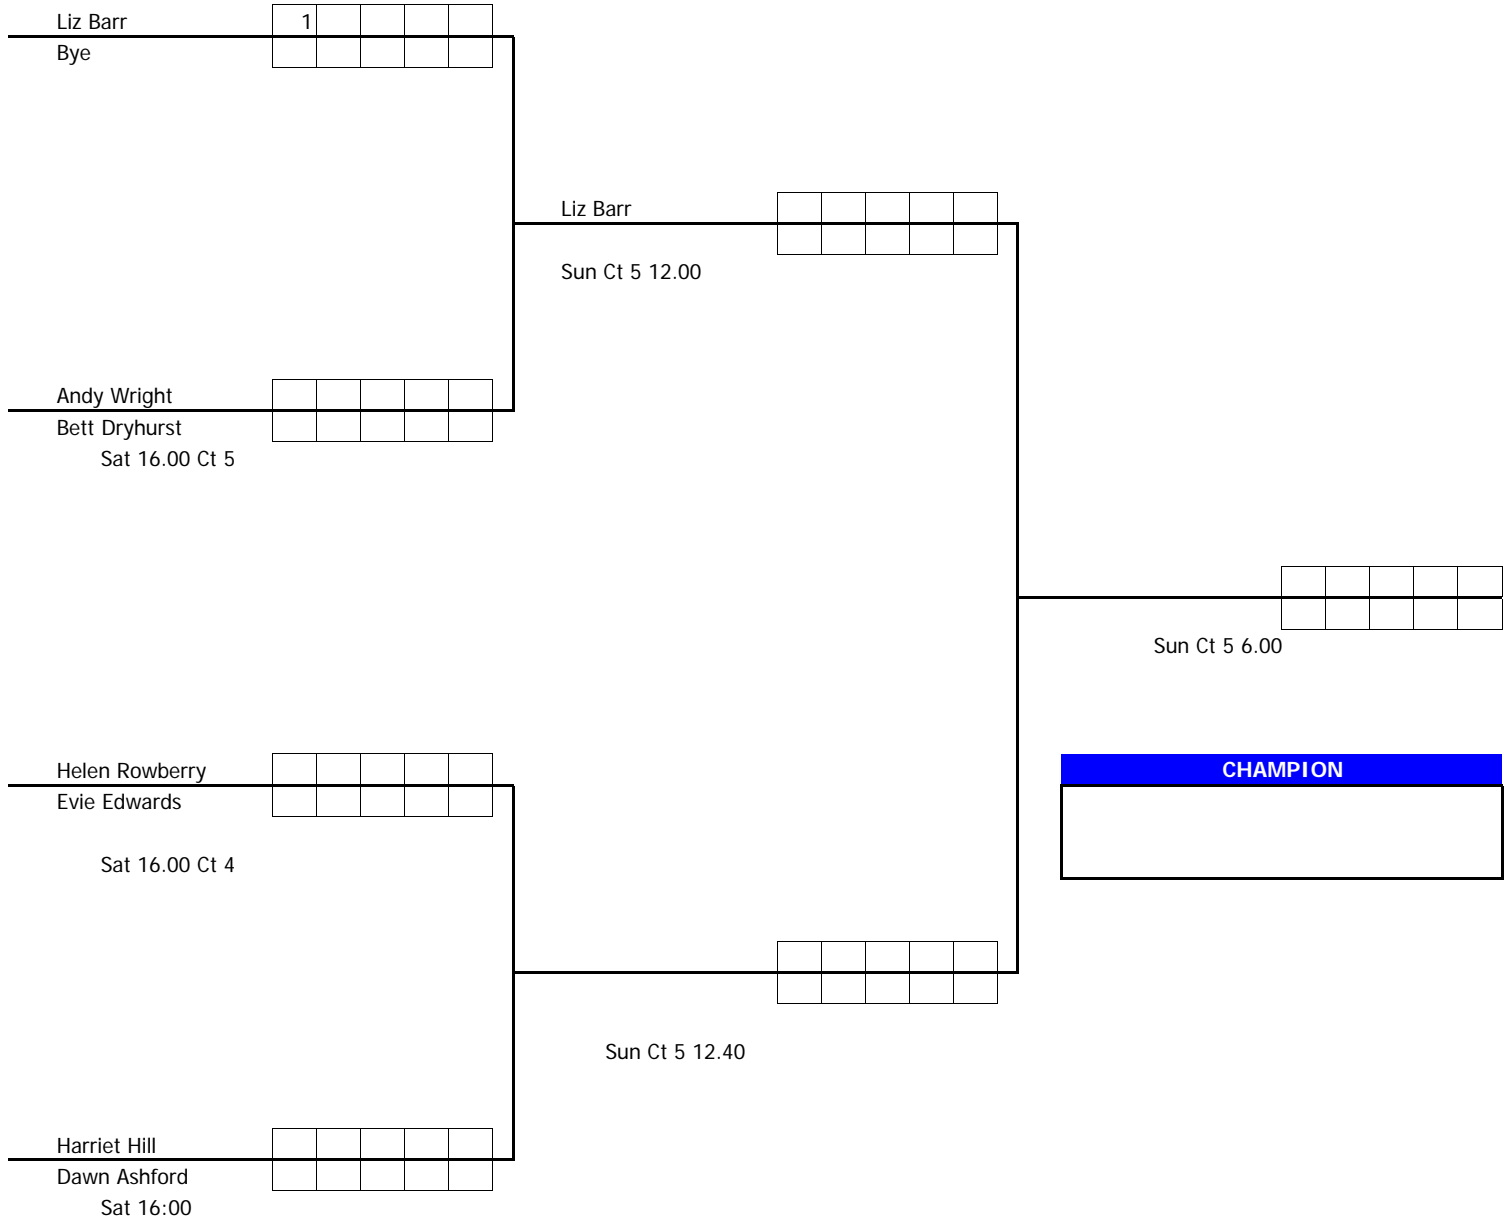 Liz Barr 1
Bye
Liz Barr
Sun Ct 5 12.00
Andy Wright
Bett Dryhurst
Sat 16.00 Ct 5
Sun Ct 5 6.00
Helen Rowberry
Evie Edwards
CHAMPION
Sat 16.00 Ct 4
Sun Ct 5 12.40
Harriet Hill
Dawn Ashford
Sat 16:00